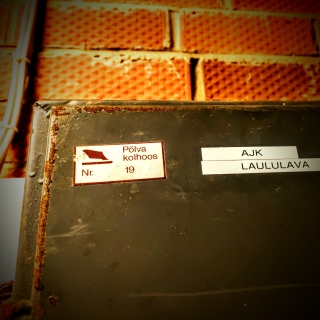 Põlva
kolhoos
Nr. 19
AJK
LAULULAVA